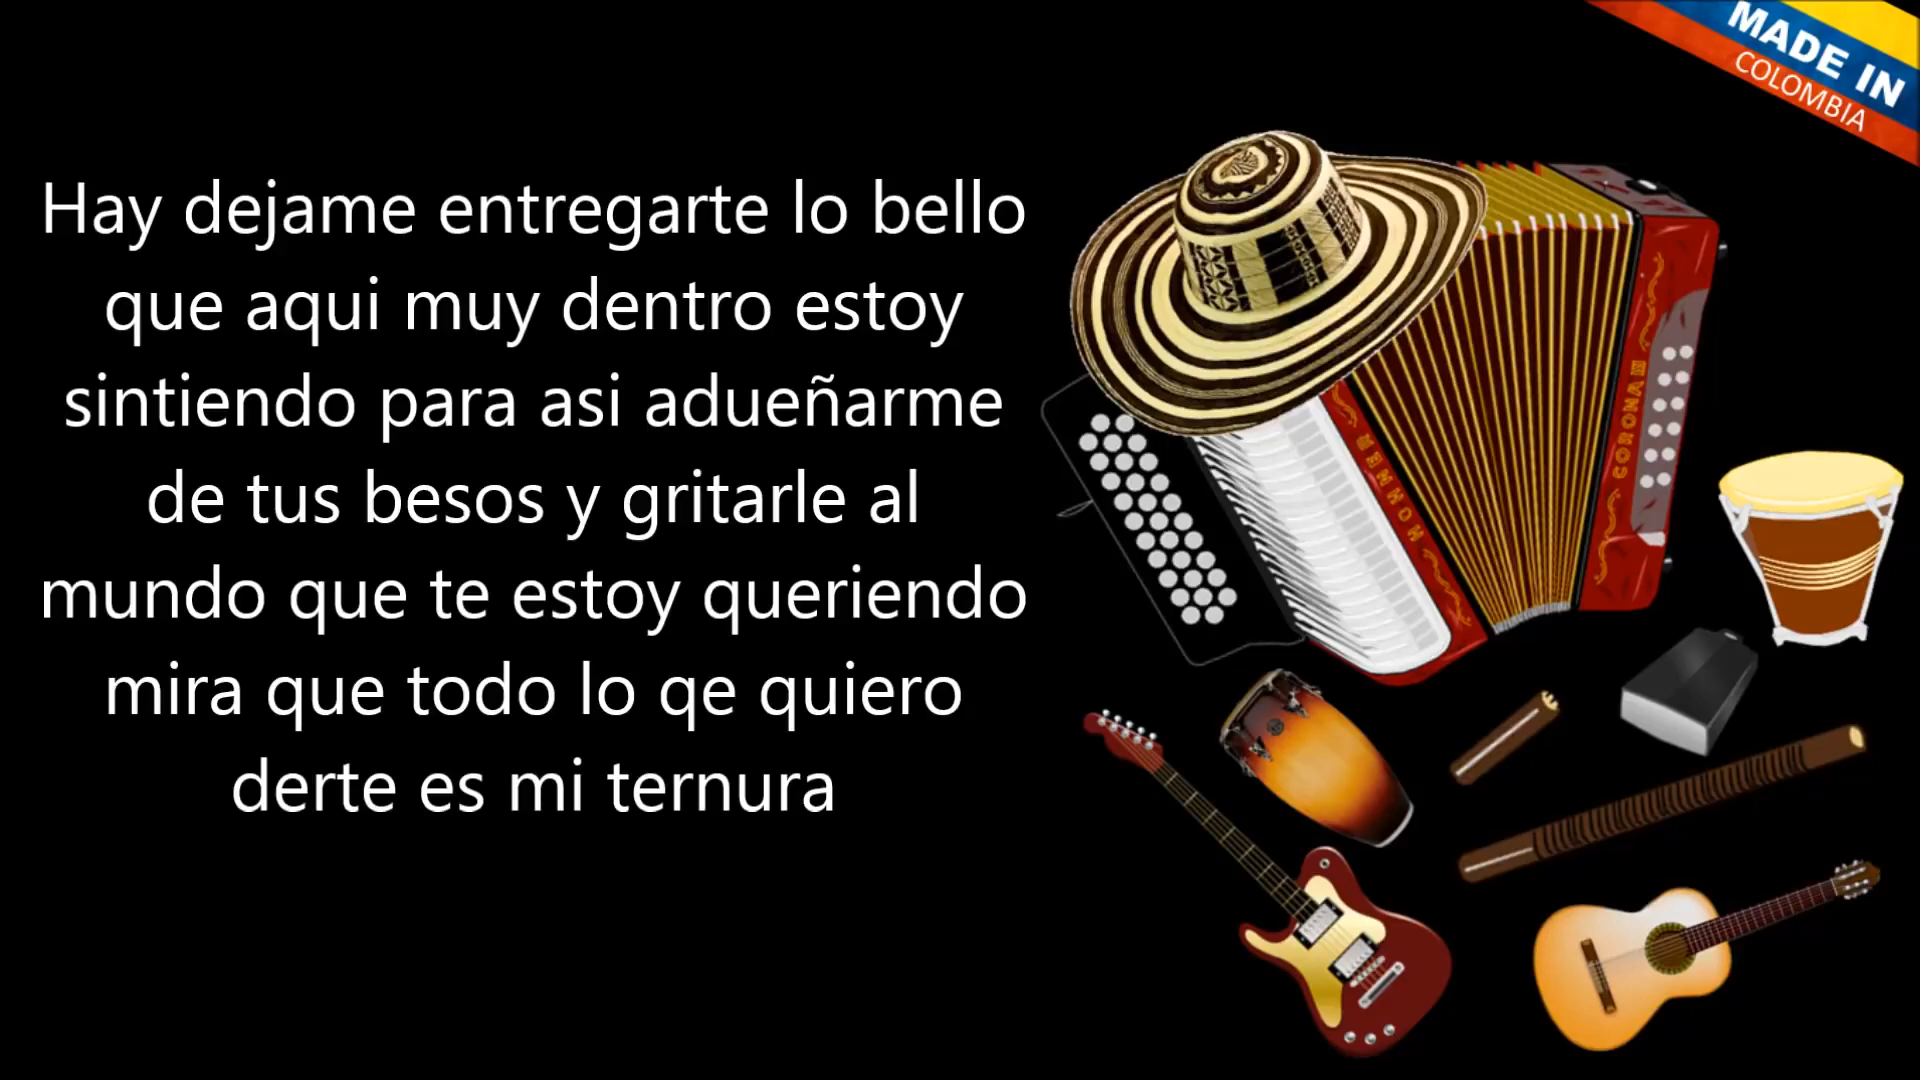 MADE IN
COLOMBIA
Hay dejame entregarte lo bello
que aqui muy dentro estoy
sintiendo para asi adueñarme
de tus besos y gritarle al
mundo que te estoy queriendo
mira que todo lo qe quiero
derte es mi ternura
HOHNER
CORONA III